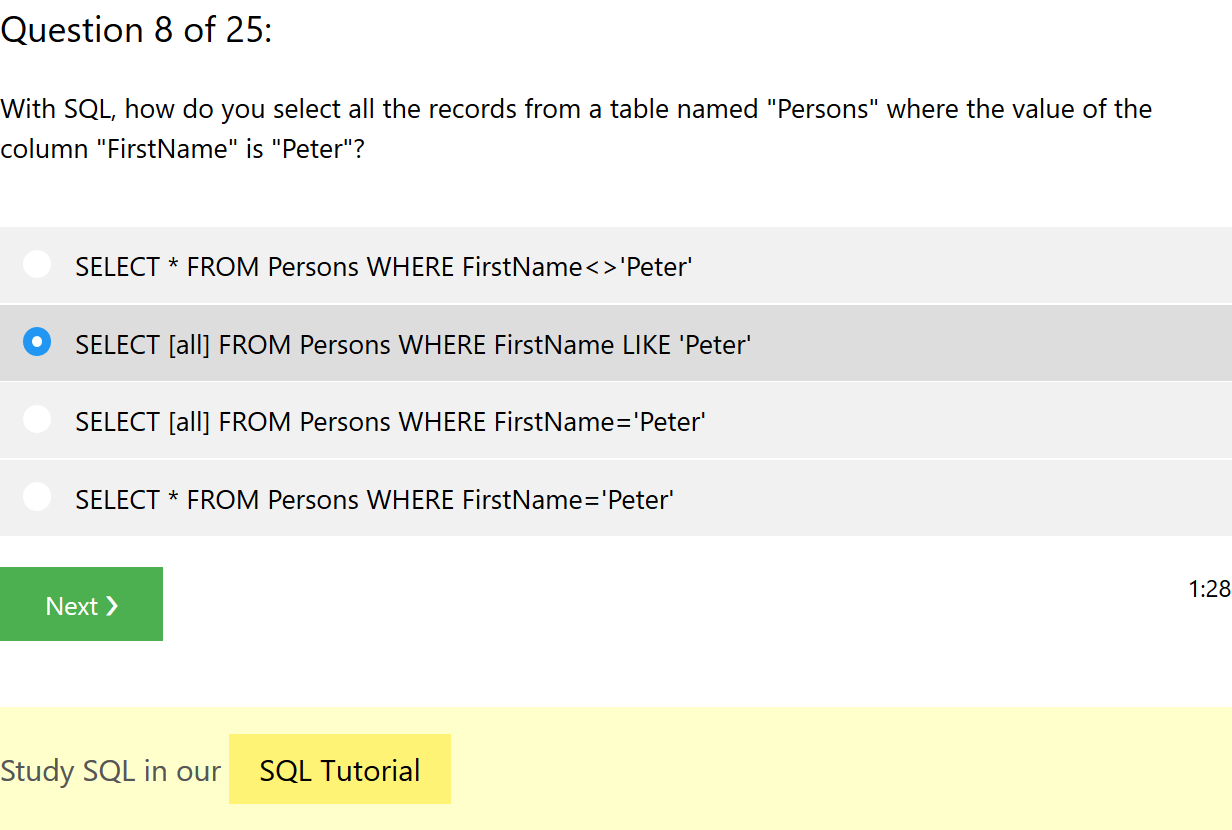 Question 8 of 25:
With SQL, how do you select all the records from a table named "Persons" where the value of the
column "FirstName" is "Peter"?
SELECT * FROM Persons WHERE FirstName<>'Peter'
SELECT [all] FROM Persons WHERE FirstName LIKE 'Peter'
SELECT [all] FROM Persons WHERE FirstName='Peter'
SELECT * FROM Persons WHERE FirstName='Peter'
Next ❯
1:28
Study SQL in our SQL Tutorial